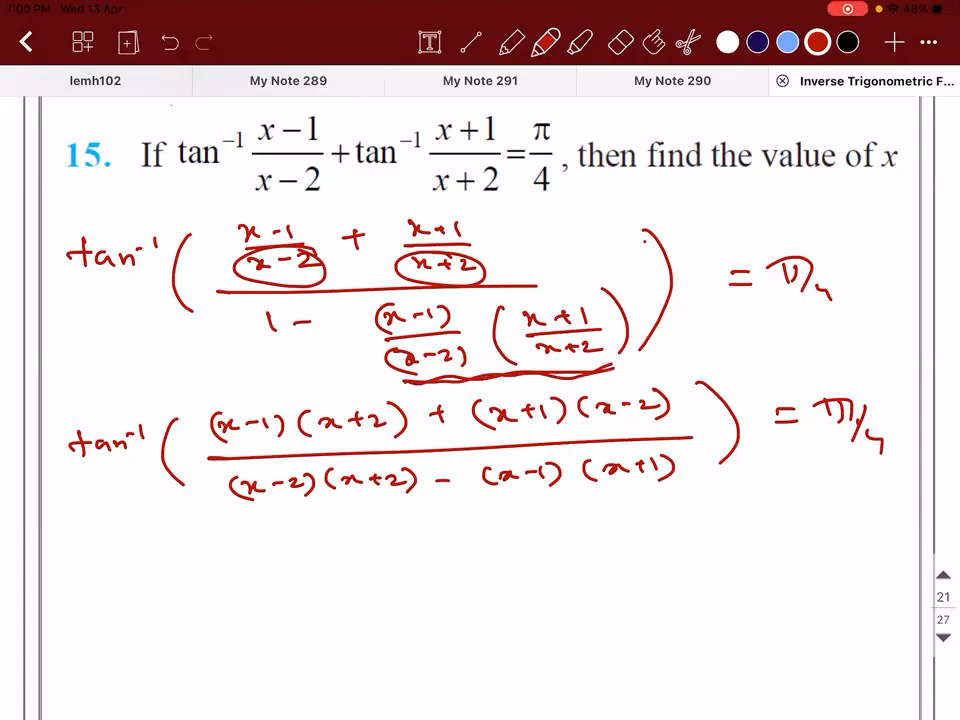 7:00 PM Wed 13 Apr 48%
lemh102 My Note 289 My Note 291 My Note 290 Inverse Trigonometric F...
15. If tan⁻¹ (x − 1)/(x − 2) + tan⁻¹ (x + 1)/(x + 2) = π/4 , then find the value of x
tan⁻¹ ( ( (x-1)/(x-2) + (x+1)/(x+2) ) / ( 1 - (x-1)/(x-2) ( (x+1)/(x+2) ) ) ) = π/4
tan⁻¹ ( ( (x-1)(x+2) + (x+1)(x-2) ) / ( (x-2)(x+2) - (x-1)(x+1) ) ) = π/4
21
27